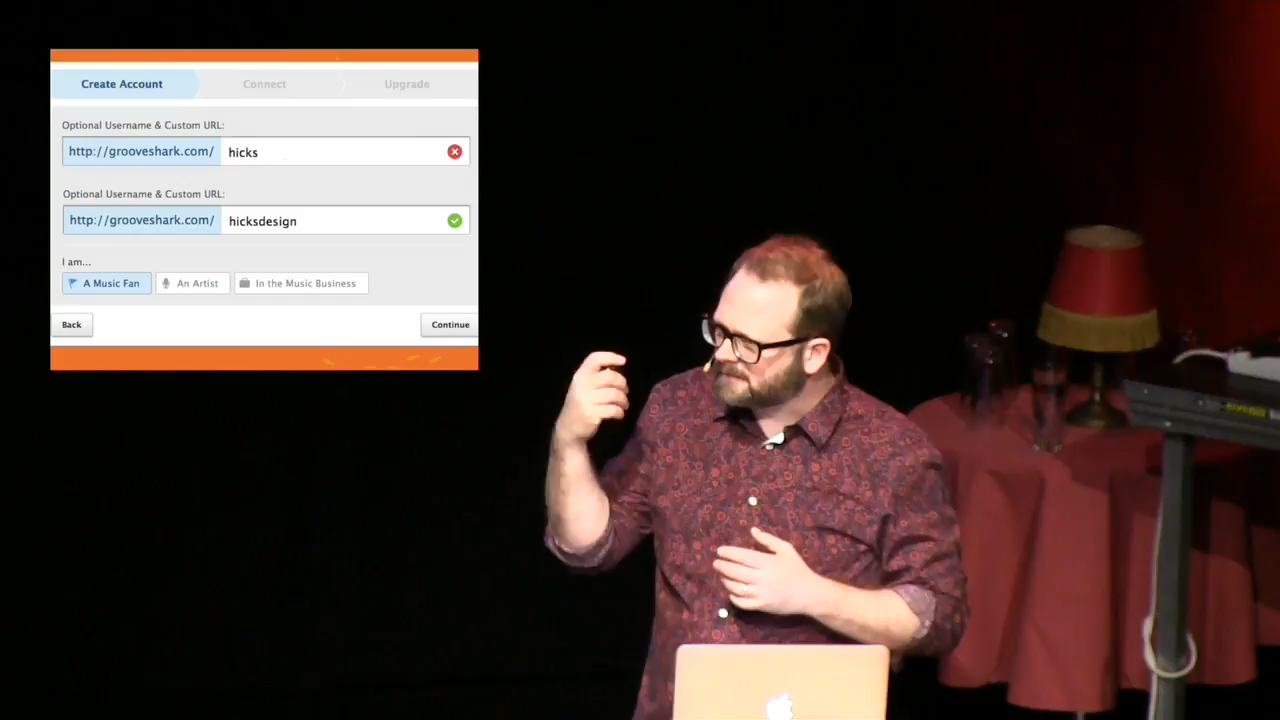 Create Account
Connect
Upgrade
Optional Username & Custom URL:
http://grooveshark.com/ hicks
Optional Username & Custom URL:
http://grooveshark.com/ hicksdesign
I am...
A Music Fan
An Artist
In the Music Business
Back
Continue